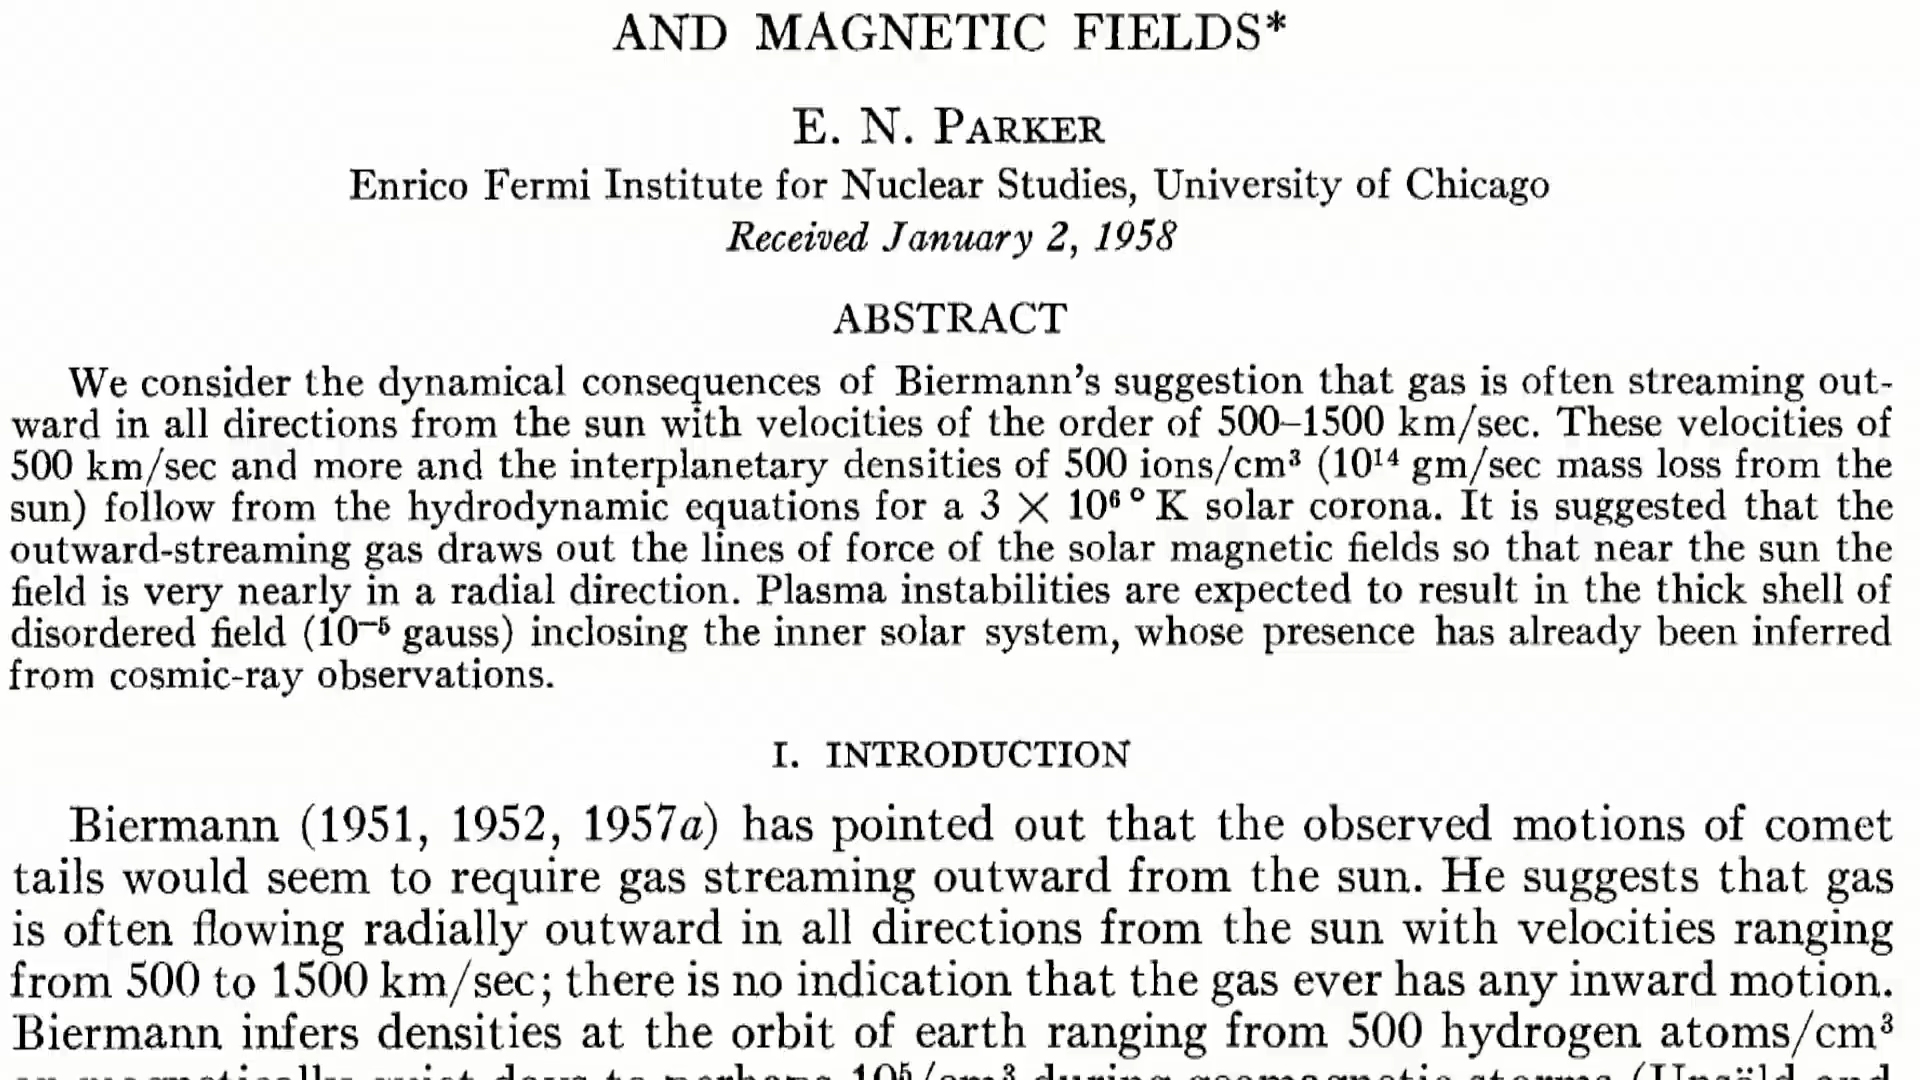 AND MAGNETIC FIELDS*
E. N. PARKER
Enrico Fermi Institute for Nuclear Studies, University of Chicago
Received January 2, 1958
ABSTRACT
We consider the dynamical consequences of Biermann's suggestion that gas is often streaming out-
ward in all directions from the sun with velocities of the order of 500–1500 km/sec. These velocities of
500 km/sec and more and the interplanetary densities of 500 ions/cm³ (10¹⁴ gm/sec mass loss from the
sun) follow from the hydrodynamic equations for a 3 × 10⁶ ° K solar corona. It is suggested that the
outward-streaming gas draws out the lines of force of the solar magnetic fields so that near the sun the
field is very nearly in a radial direction. Plasma instabilities are expected to result in the thick shell of
disordered field (10⁻⁵ gauss) inclosing the inner solar system, whose presence has already been inferred
from cosmic-ray observations.
I. INTRODUCTION
Biermann (1951, 1952, 1957a) has pointed out that the observed motions of comet
tails would seem to require gas streaming outward from the sun. He suggests that gas
is often flowing radially outward in all directions from the sun with velocities ranging
from 500 to 1500 km/sec; there is no indication that the gas ever has any inward motion.
Biermann infers densities at the orbit of earth ranging from 500 hydrogen atoms/cm³
magnetically quiet days to perhaps 10⁵/cm³ during geomagnetic storms